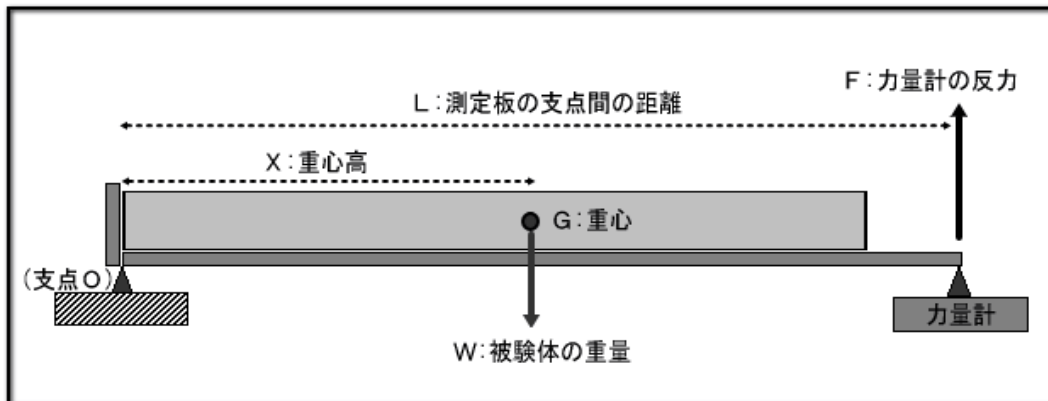 F:力量計の反力
L:測定板の支点間の距離
X:重心高
G:重心
(支点O)
力量計
W:被験体の重量